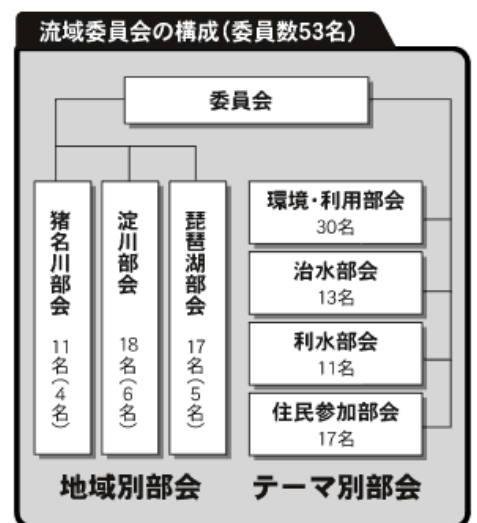 流域委員会の構成(委員数53名)
委員会
猪名川部会 11名(4名)
淀川部会 18名(6名)
琵琶湖部会 17名(5名)
環境・利用部会
30名
治水部会
13名
利水部会
11名
住民参加部会
17名
地域別部会
テーマ別部会